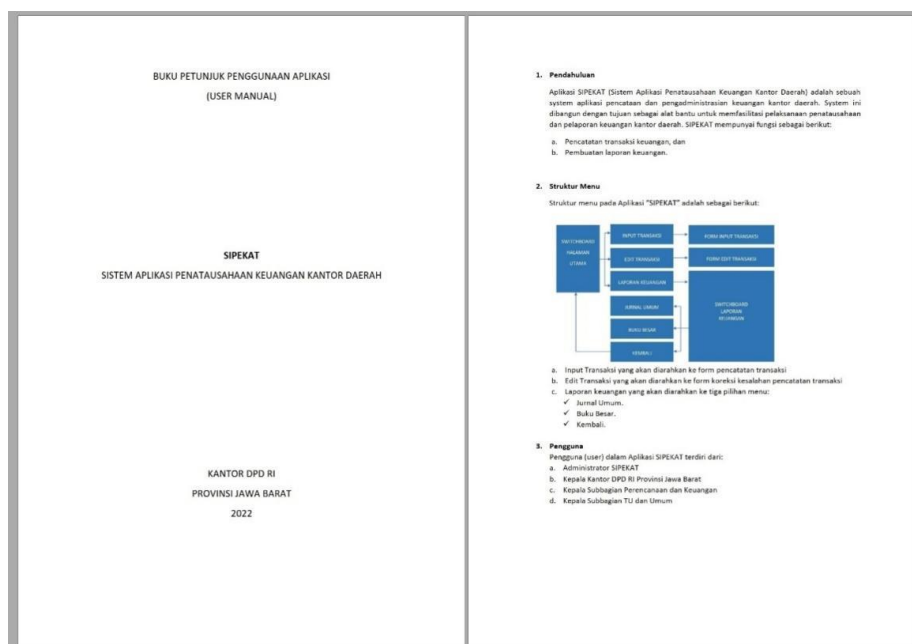 BUKU PETUNJUK PENGGUNAAN APLIKASI
(USER MANUAL)
SIPEKAT
SISTEM APLIKASI PENATAUSAHAAN KEUANGAN KANTOR DAERAH
KANTOR DPD RI
PROVINSI JAWA BARAT
2022
1. Pendahuluan
Aplikasi SIPEKAT (Sistem Aplikasi Penatausahaan Keuangan Kantor Daerah) adalah sebuah
system aplikasi pencataan dan pengadministrasian keuangan kantor daerah. System ini
dibangun dengan tujuan sebagai alat bantu untuk memfasilitasi pelaksanaan penatausahaan
dan pelaporan keuangan kantor daerah. SIPEKAT mempunyai fungsi sebagai berikut:
a. Pencatatan transaksi keuangan, dan
b. Pembuatan laporan keuangan.
2. Struktur Menu
Struktur menu pada Aplikasi "SIPEKAT" adalah sebagai berikut:
SWITCHBOARD
HALAMAN
UTAMA
INPUT TRANSAKSI
FORM INPUT TRANSAKSI
EDIT TRANSAKSI
FORM EDIT TRANSAKSI
LAPORAN KEUANGAN
SWITCHBOARD
LAPORAN
KEUANGAN
JURNAL UMUM
BUKU BESAR
KEMBALI
a. Input Transaksi yang akan diarahkan ke form pencatatan transaksi
b. Edit Transaksi yang akan diarahkan ke form koreksi kesalahan pencatatan transaksi
c. Laporan keuangan yang akan diarahkan ke tiga pilihan menu:
✓ Jurnal Umum.
✓ Buku Besar.
✓ Kembali.
3. Pengguna
Pengguna (user) dalam Aplikasi SIPEKAT terdiri dari:
a. Administrator SIPEKAT
b. Kepala Kantor DPD RI Provinsi Jawa Barat
c. Kepala Subbagian Perencanaan dan Keuangan
d. Kepala Subbagian TU dan Umum